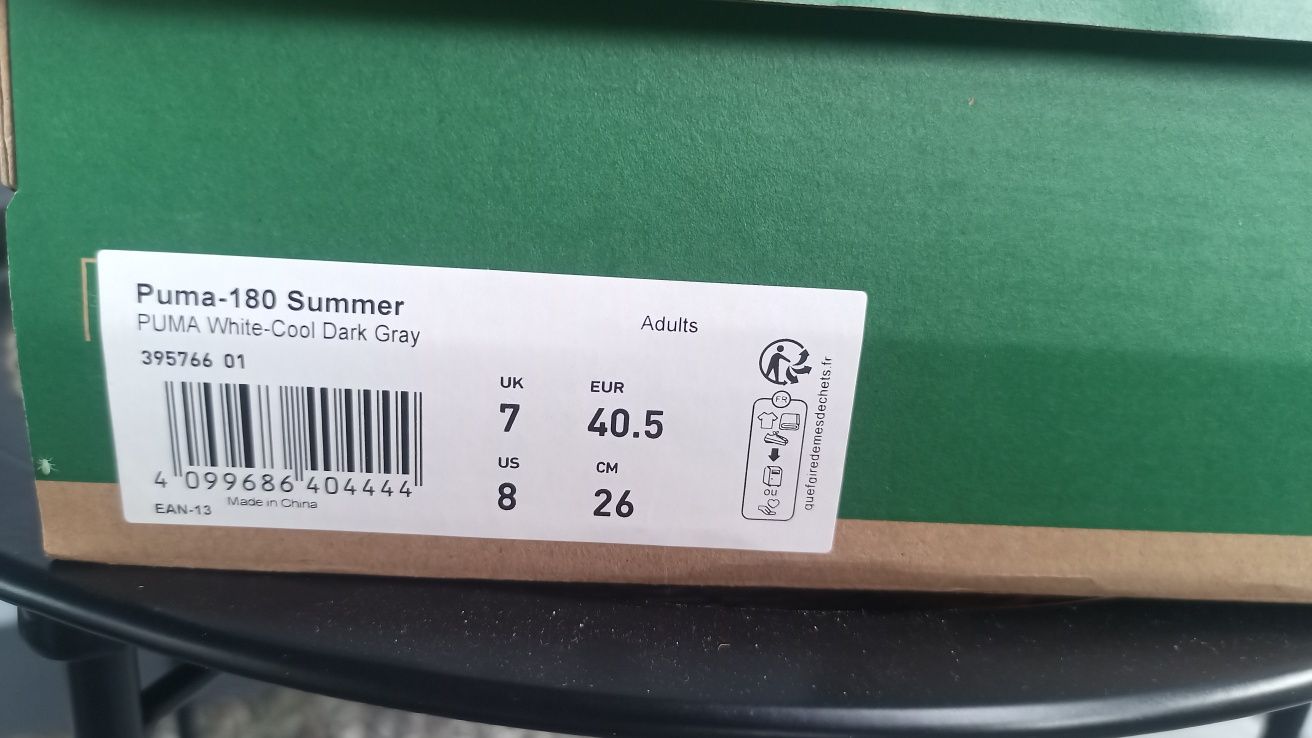 Puma-180 Summer
PUMA White-Cool Dark Gray
395766 01
Adults
UK
7
EUR
40.5
US
8
CM
26
4 099686 404444
EAN-13
Made in China
FR
OU
quefairedemesdechets.fr